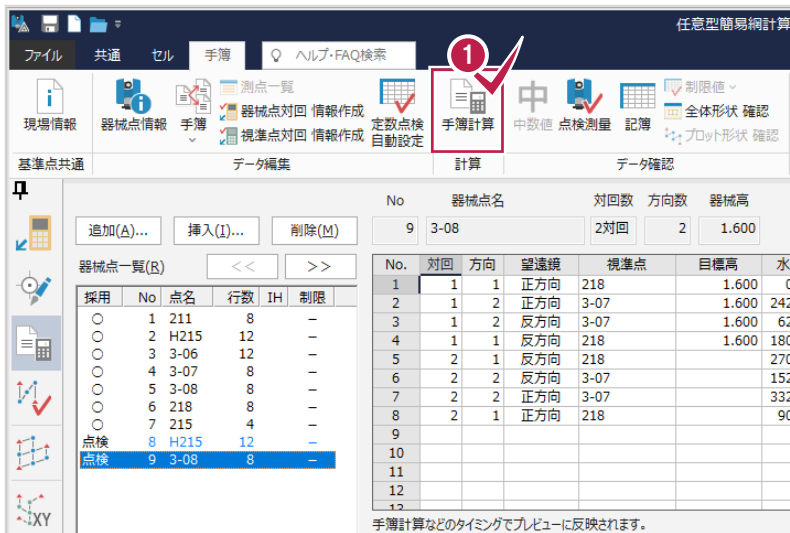 任意型簡易網計算
ファイル 共通 セル 手簿 ヘルプ・FAQ検索
1
現場情報 器械点情報 手簿 測点一覧 器械点対回 情報作成 視準点対回 情報作成 定数点検 自動設定 手簿計算 中 中数値 点検測量 記簿 制限値 全体形状 確認 プロット形状 確認
基準点共通 データ編集 計算 データ確認
No 器械点名 対回数 方向数 器械高
追加(A)... 挿入(I)... 削除(M) 9 3-08 2対回 2 1.600
器械点一覧(R) << >>
採用 No 点名 行数 IH 制限
○ 1 211 8 –
○ 2 H215 12 –
○ 3 3-06 12 –
○ 4 3-07 8 –
○ 5 3-08 8 –
○ 6 218 8 –
○ 7 215 4 –
点検 8 H215 12 –
点検 9 3-08 8 –
No. 対回 方向 望遠鏡 視準点 目標高 水
1 1 1 正方向 218 1.600 0
2 1 2 正方向 3-07 1.600 242
3 1 2 反方向 3-07 1.600 62
4 1 1 反方向 218 1.600 180
5 2 1 反方向 218 270
6 2 2 反方向 3-07 152
7 2 2 正方向 3-07 332
8 2 1 正方向 218 90
9
10
11
12
13
手簿計算などのタイミングでプレビューに反映されます。
XY